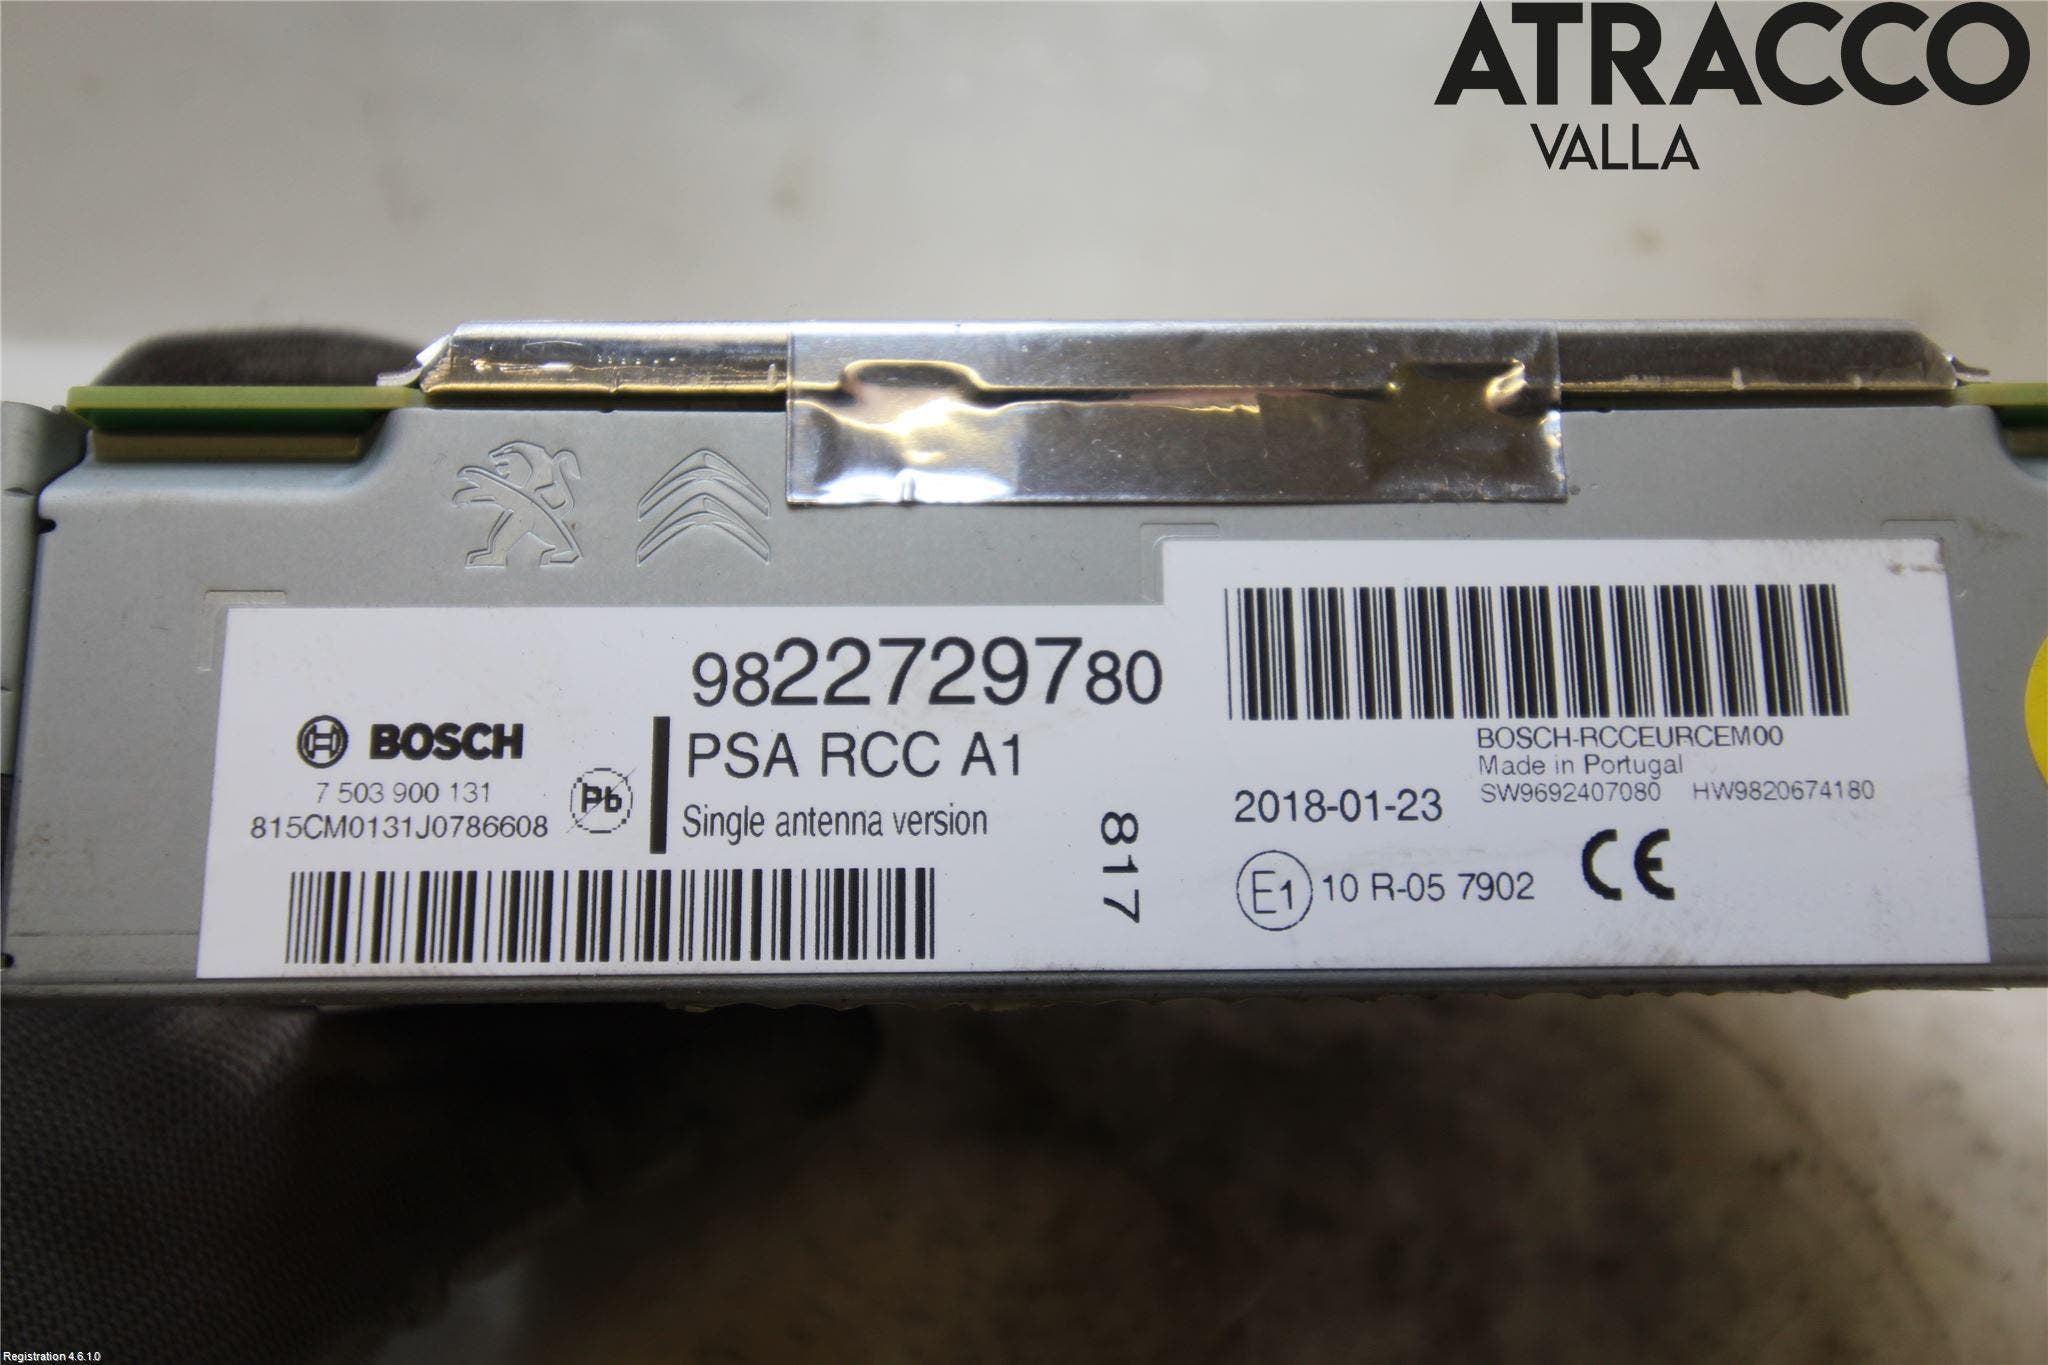 ATRACCO
VALLA
9822729780
BOSCH
7 503 900 131
815CM0131J0786608
Pb
PSA RCC A1
Single antenna version
817
BOSCH-RCCEURCEM00
Made in Portugal
SW9692407080 HW9820674180
2018-01-23
E1 10 R-05 7902 CE
Registration 4.6.1.0